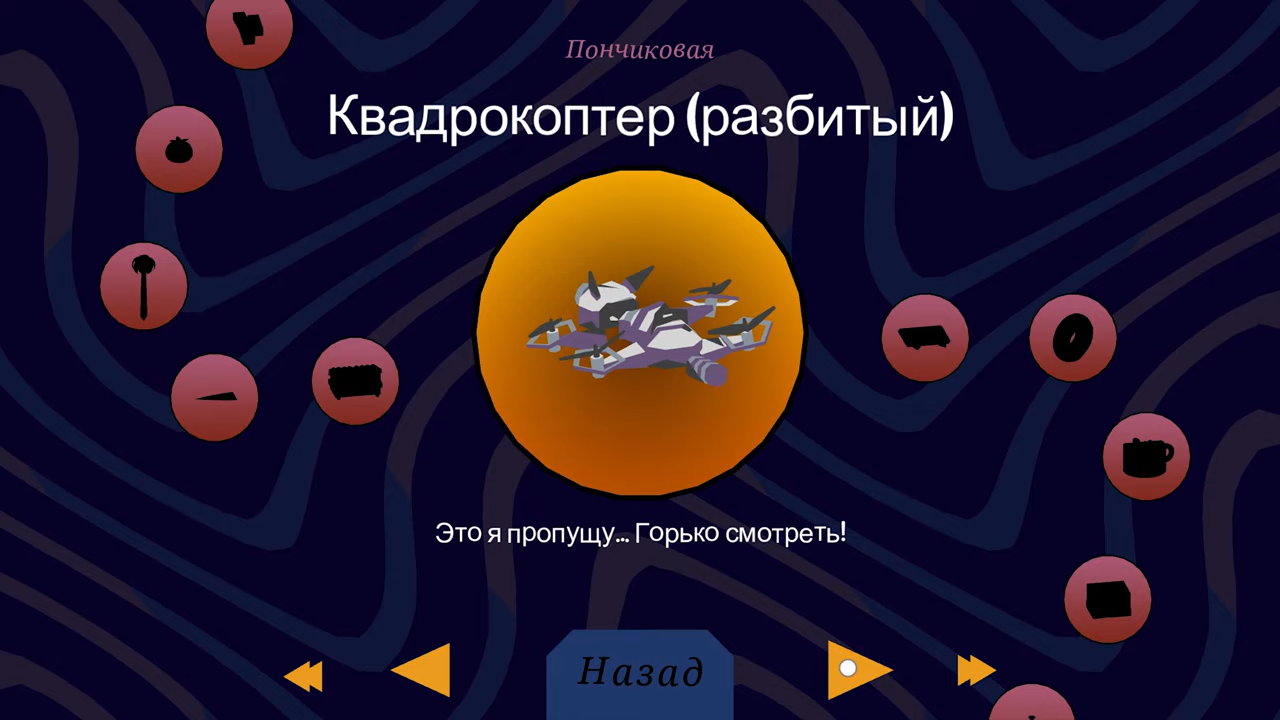 Пончиковая
Квадрокоптер (разбитый)
Это я пропущу... Горько смотреть!
Назад